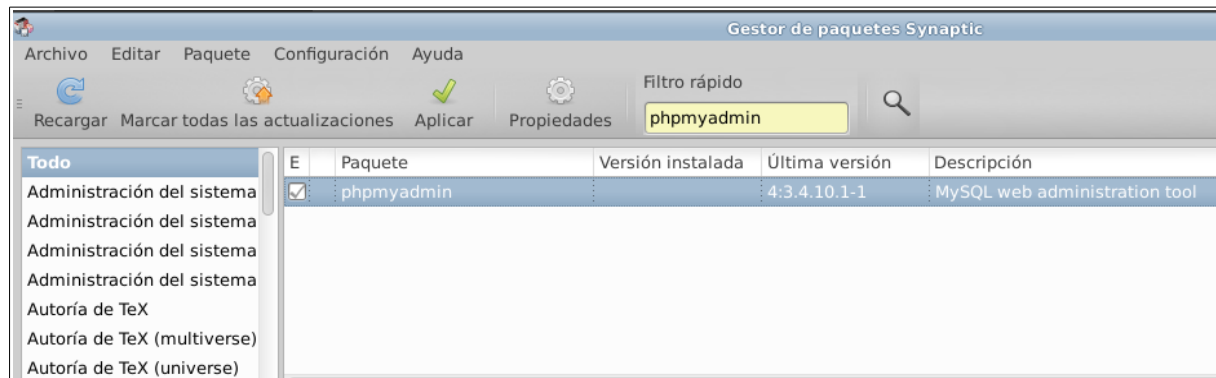 Gestor de paquetes Synaptic
Archivo Editar Paquete Configuración Ayuda
Recargar Marcar todas las actualizaciones Aplicar Propiedades
Filtro rápido
phpmyadmin
Todo
Administración del sistema
Administración del sistema
Administración del sistema
Administración del sistema
Autoría de TeX
Autoría de TeX (multiverse)
Autoría de TeX (universe)
E Paquete Versión instalada Última versión Descripción
phpmyadmin 4:3.4.10.1-1 MySQL web administration tool